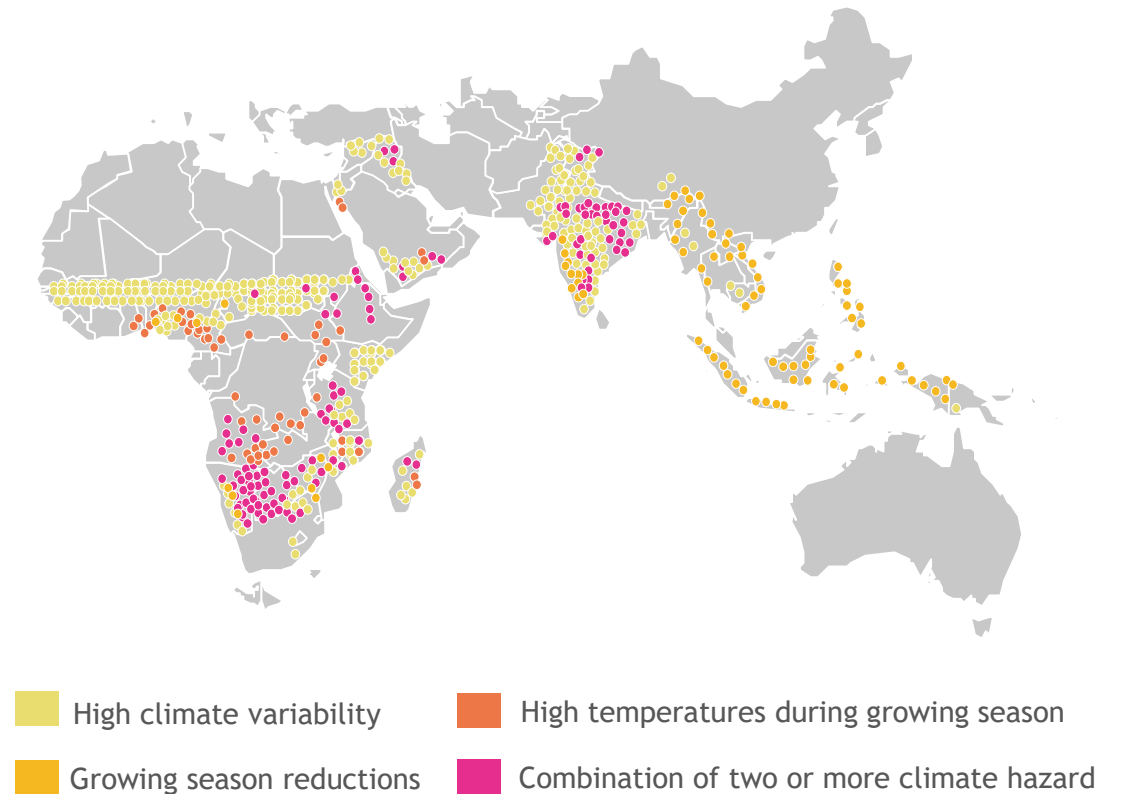 High climate variability
High temperatures during growing season
Growing season reductions
Combination of two or more climate hazard